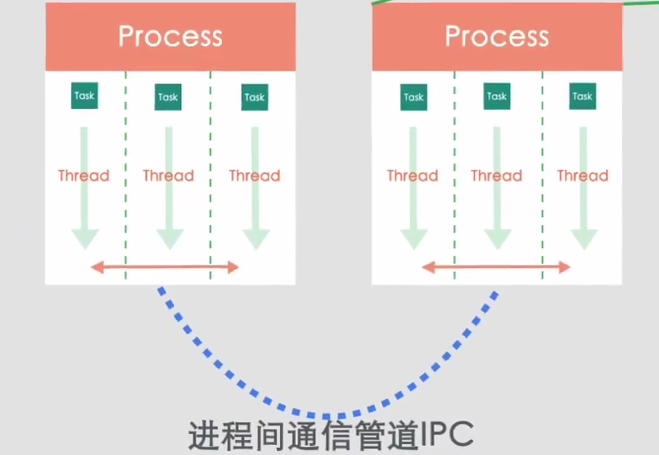 Process Process
Task Task Task Task Task Task
Thread Thread Thread Thread Thread Thread
进程间通信管道IPC